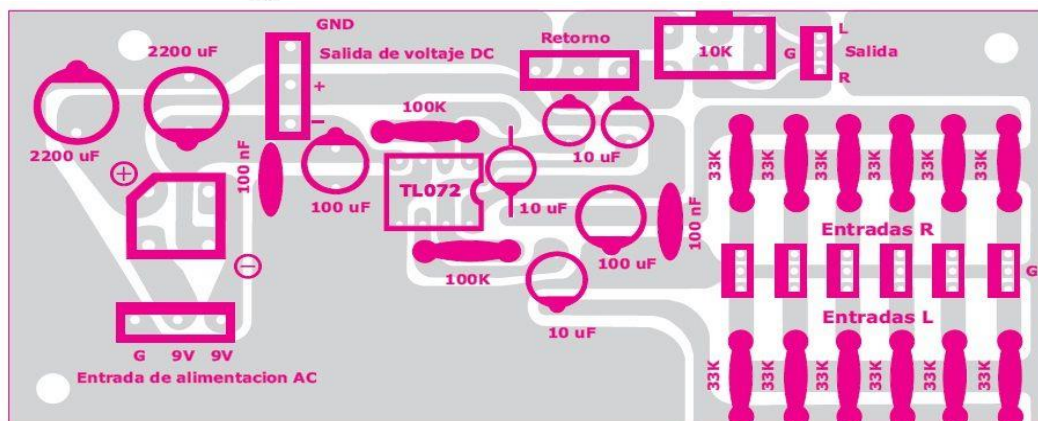 GND
2200 uF
Salida de voltaje DC
+
−
Retorno
10K
L
G
Salida
R
2200 uF
100K
10 uF
100 nF
TL072
100 uF
10 uF
100 uF
100 nF
+
−
100K
10 uF
33K
33K
33K
33K
33K
33K
Entradas R
G
Entradas L
33K
33K
33K
33K
33K
33K
G 9V 9V
Entrada de alimentacion AC